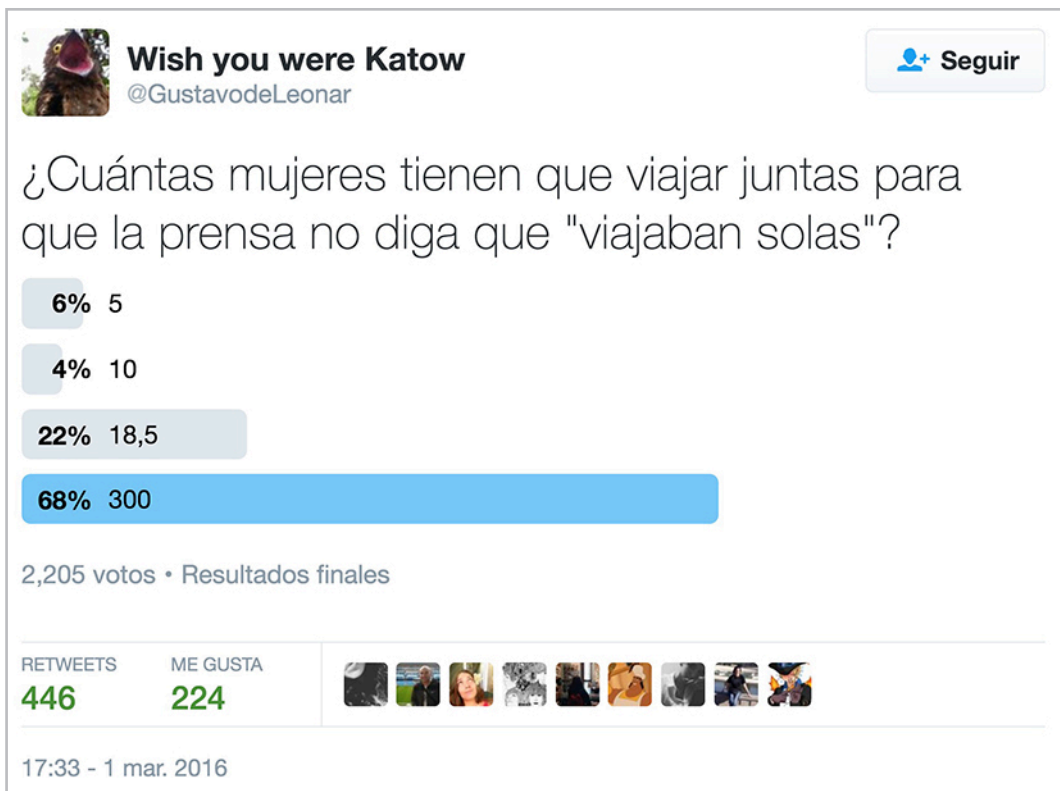 Wish you were Katow
Seguir
@GustavodeLeonar
¿Cuántas mujeres tienen que viajar juntas para
que la prensa no diga que "viajaban solas"?
6% 5
4% 10
22% 18,5
68% 300
2,205 votos • Resultados finales
RETWEETS
ME GUSTA
446
224
17:33 - 1 mar. 2016